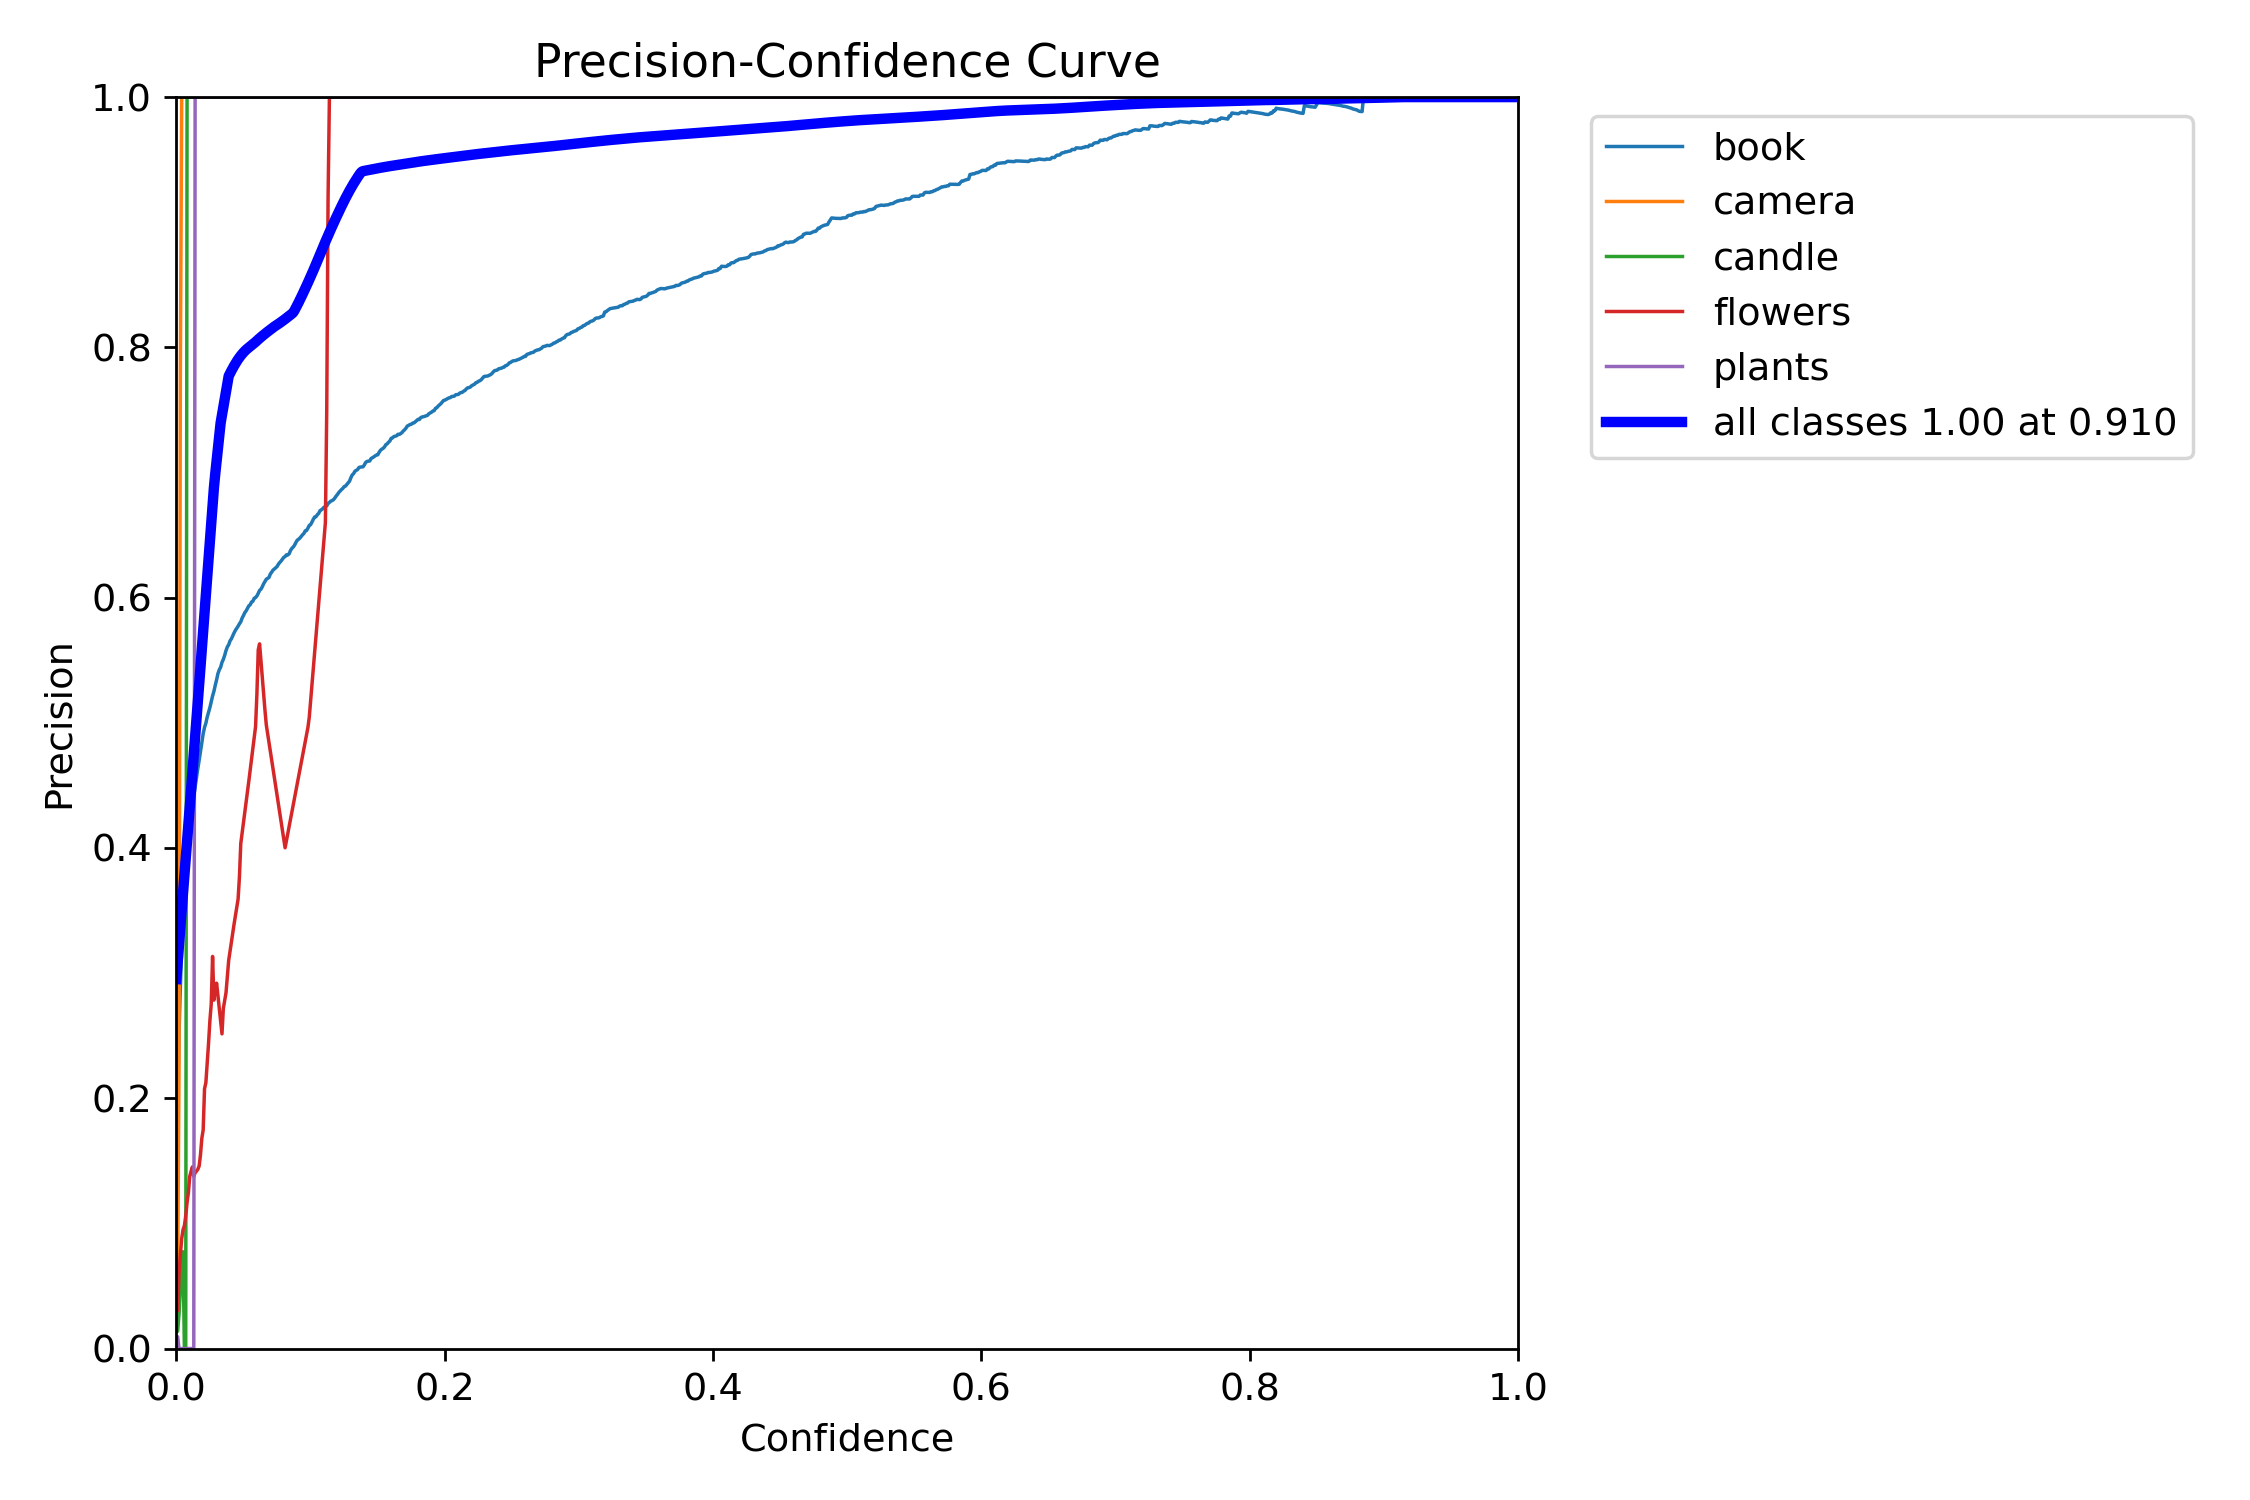 Precision-Confidence Curve
1.0
0.8
0.6
0.4
0.2
0.0
Precision
0.0 0.2 0.4 0.6 0.8 1.0
Confidence
book
camera
candle
flowers
plants
all classes 1.00 at 0.910